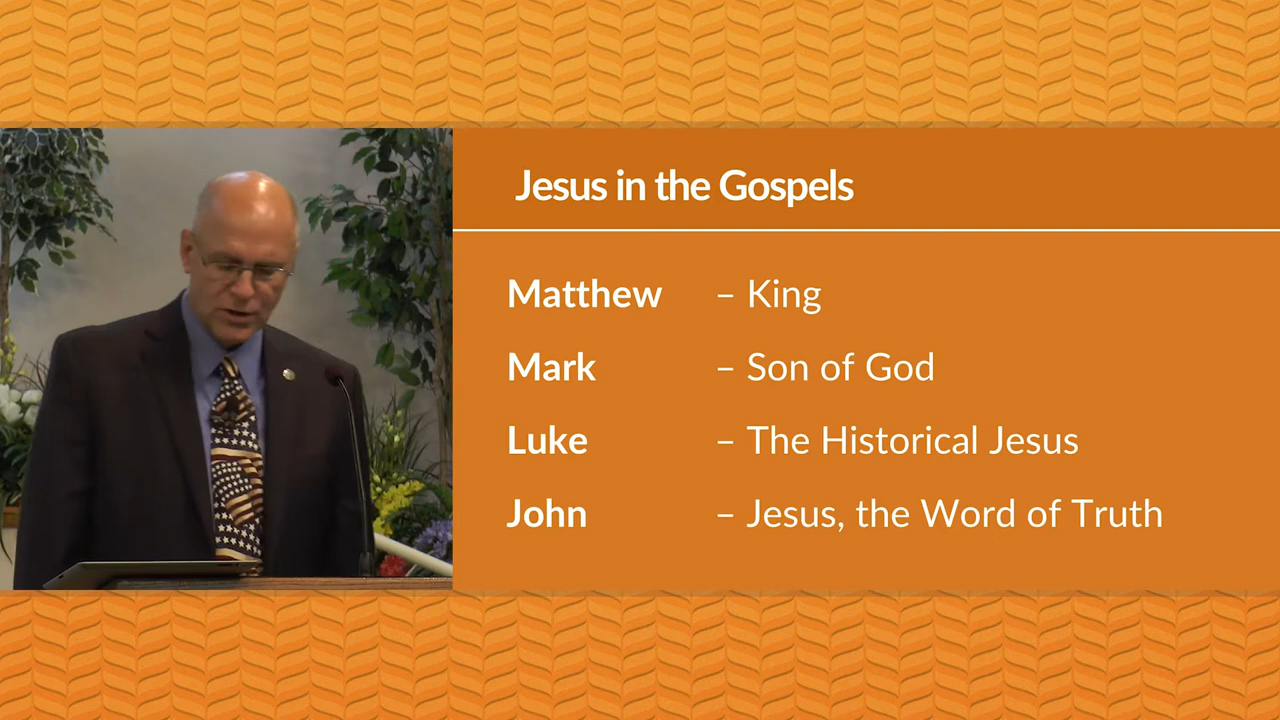 Jesus in the Gospels
Matthew – King
Mark – Son of God
Luke – The Historical Jesus
John – Jesus, the Word of Truth